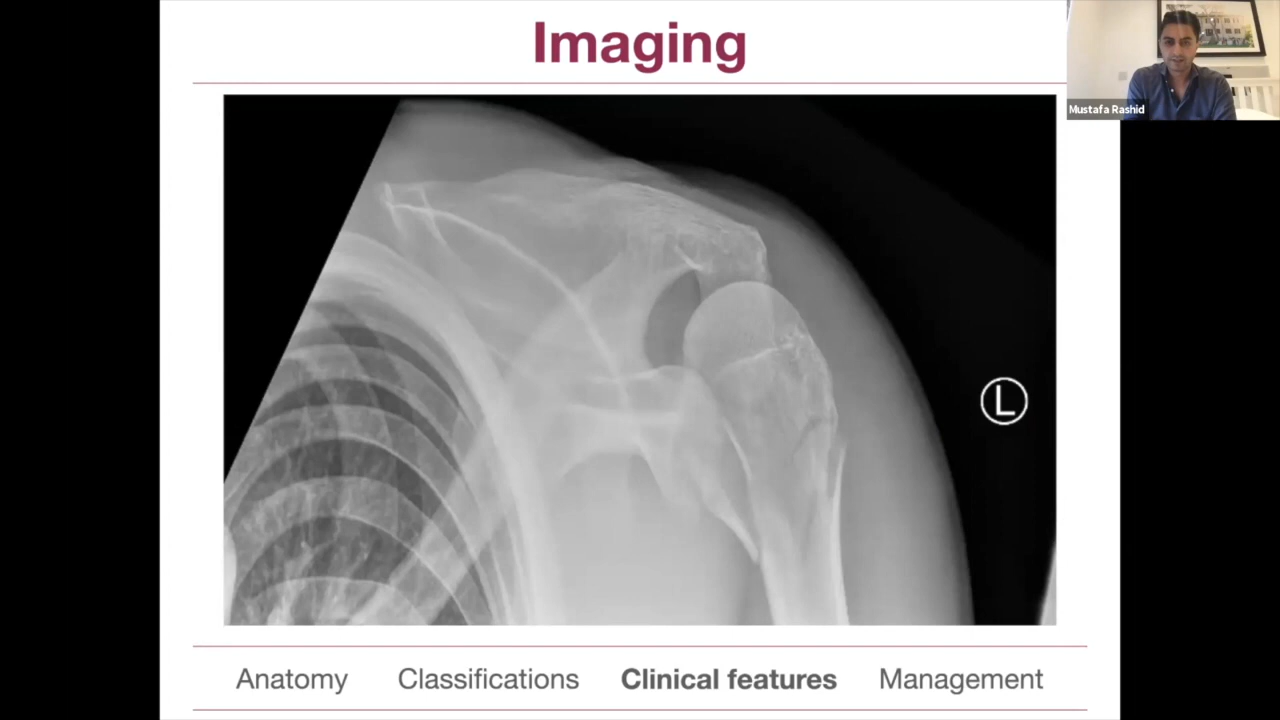 Imaging
Mustafa Rashid
L
Anatomy Classifications Clinical features Management